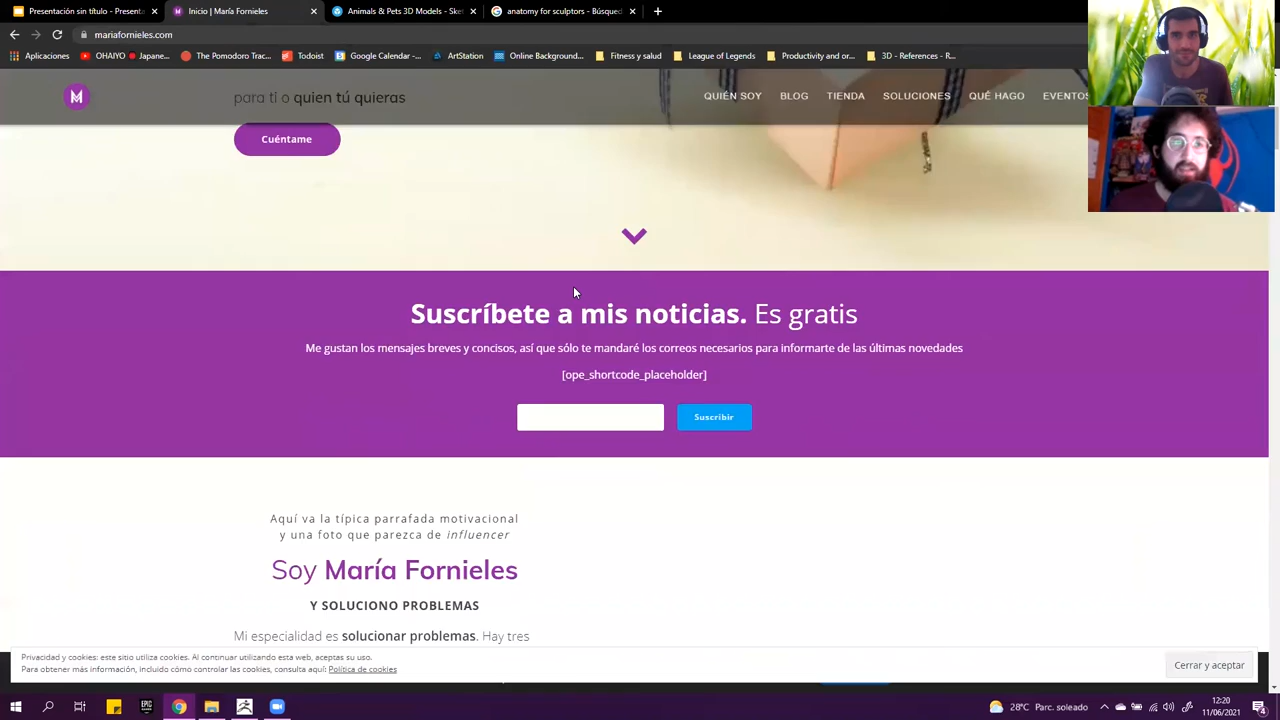 Presentación sin título - Present
Inicio | María Fornieles
Animals & Pets 3D Models - Ske
anatomy for sculptors - Búsqued
mariafornieles.com
Aplicaciones
OHAIYO 🔴 Japane...
The Pomodoro Trac...
Todoist
Google Calendar -...
ArtStation
Online Background...
Fitness y salud
League of Legends
Productivity and or...
3D - References - R...
M
para ti o quien tú quieras
QUIÉN SOY
BLOG
TIENDA
SOLUCIONES
QUÉ HAGO
EVENTOS
Cuéntame
Suscríbete a mis noticias. Es gratis
Me gustan los mensajes breves y concisos, así que sólo te mandaré los correos necesarios para informarte de las últimas novedades
[ope_shortcode_placeholder]
Suscribir
Aquí va la típica parrafada motivacional
y una foto que parezca de influencer
Soy María Fornieles
Y SOLUCIONO PROBLEMAS
Mi especialidad es solucionar problemas. Hay tres
Privacidad y cookies: este sitio utiliza cookies. Al continuar utilizando esta web, aceptas su uso.
Para obtener más información, incluido cómo controlar las cookies, consulta aquí: Política de cookies
Cerrar y aceptar
EPIC
28°C Parc. soleado
12:20
11/06/2021
4